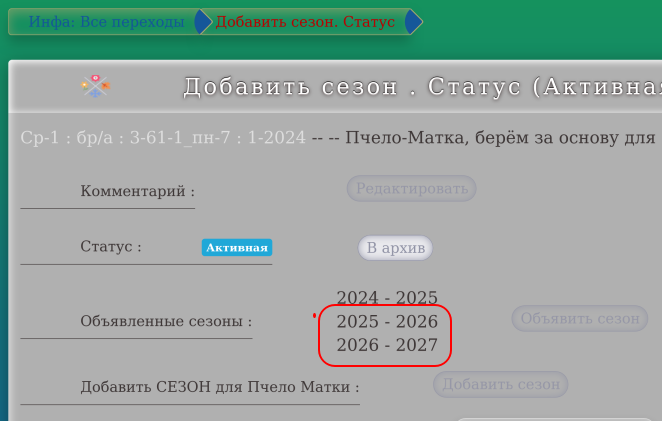 Инфа: Все переходы Добавить сезон. Статус
Добавить сезон . Статус (Активная
Ср-1 : бр/а : 3-61-1_пн-7 : 1-2024 -- -- Пчело-Матка, берём за основу для
Комментарий : Редактировать
Статус : Активная В архив
2024 - 2025
Объявленные сезоны : 2025 - 2026 Объявить сезон
2026 - 2027
Добавить СЕЗОН для Пчело Матки : Добавить сезон